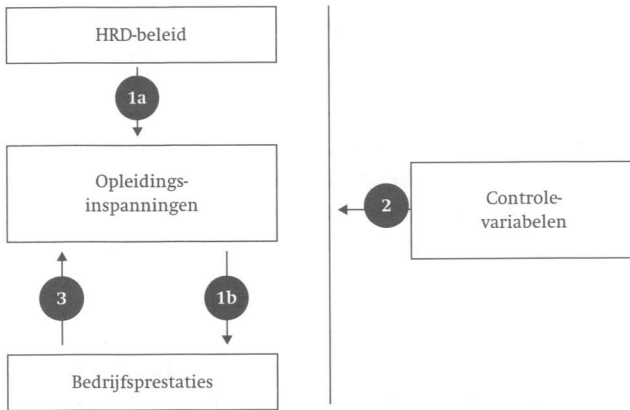 HRD-beleid
1a
Opleidings-
inspanningen
2
Controle-
variabelen
3
1b
Bedrijfsprestaties